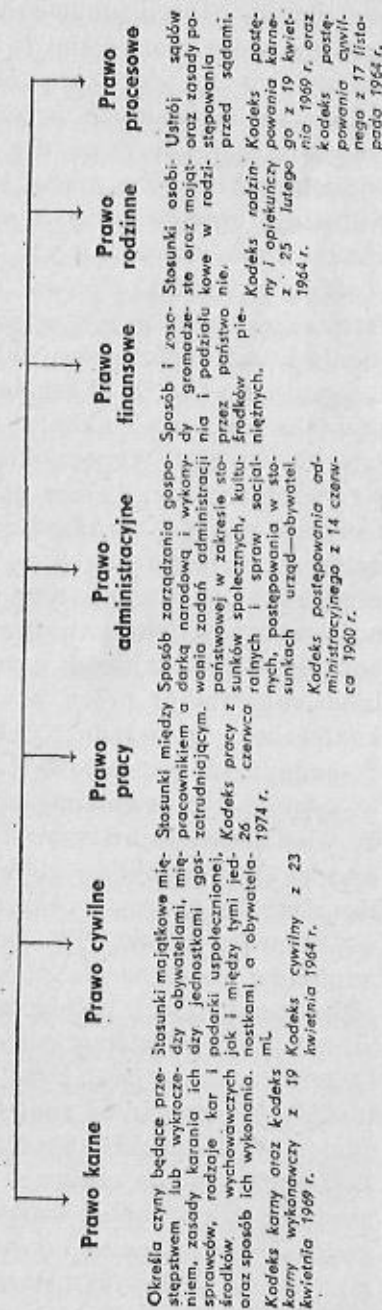 Prawo karne
Określa czyny będące prze-
stępstwem lub wykrocze-
niem, zasady karania ich
sprawców, rodzaje kar i
środków wychowawczych
oraz sposób ich wykonania.
Kodeks karny oraz kodeks
karny wykonawczy z 19
kwietnia 1969 r.
Prawo cywilne
Stosunki majątkowe mię-
dzy obywatelami, mię-
dzy jednostkami gos-
podarki uspołecznionej,
jak i między tymi jed-
nostkami a obywatela-
mi.
Kodeks cywilny z 23
kwietnia 1964 r.
Prawo
pracy
Stosunki między
pracownikiem a
zatrudniającym.
Kodeks pracy z
26 czerwca
1974 r.
Prawo
administracyjne
Sposób zarządzania gospo-
darką narodową i wykony-
wania zadań administracji
państwowej w zakresie sto-
sunków społecznych, kultu-
ralnych i spraw socjal-
nych, postępowania w sto-
sunkach urząd—obywatel.
Kodeks postępowania ad-
ministracyjnego z 14 czerw-
ca 1960 r.
Prawo
finansowe
Sposób i zasa-
dy gromadze-
nia i podziału
przez państwo
środków pie-
niężnych.
Prawo
rodzinne
Stosunki osobi-
ste oraz mająt-
kowe w rodzi-
nie.
Kodeks rodzin-
ny i opiekuńczy
z 25 lutego
1964 r.
Prawo
procesowe
Ustrój sądów
oraz zasady po-
stępowania
przed sądami.
Kodeks postę-
powania karne-
go z 19 kwiet-
nia 1969 r. oraz
kodeks postę-
powania cywil-
nego z 17 lista-
pada 1964 r.